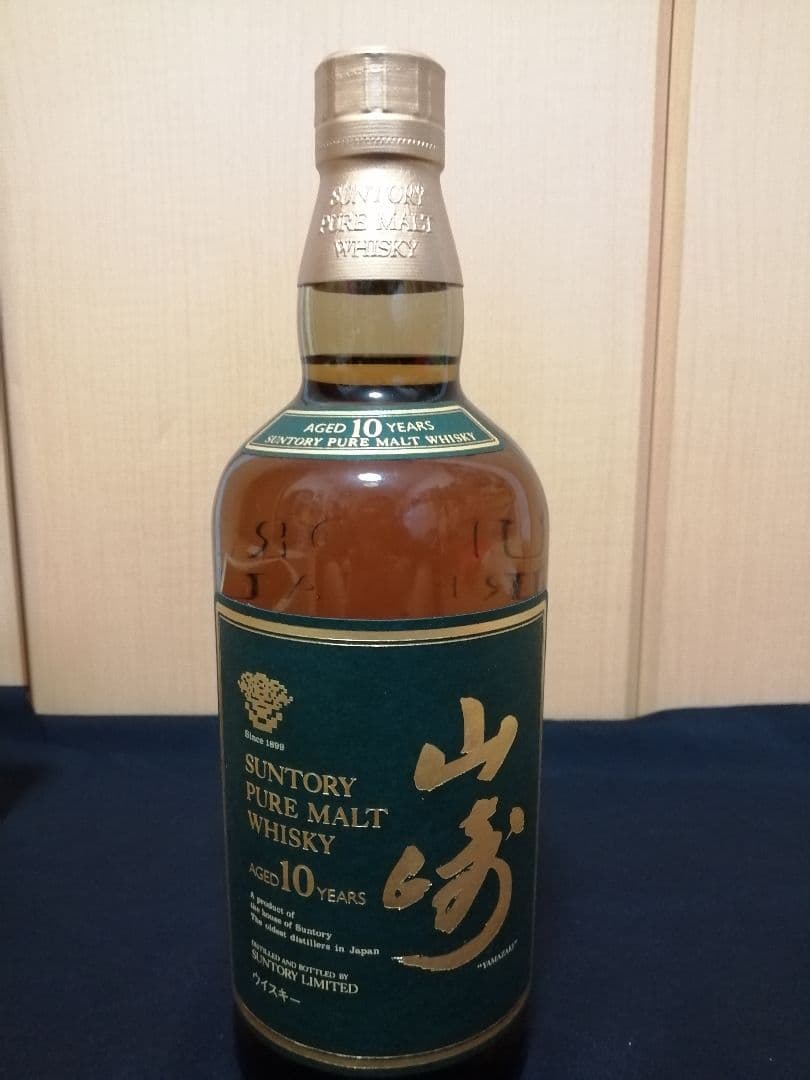 SUNTORY
PURE MALT
WHISKY
AGED 10 YEARS
SUNTORY PURE MALT WHISKY
Since 1899
SUNTORY
PURE MALT
WHISKY
AGED 10 YEARS
A product of
the house of Suntory
The oldest distillers in Japan
DISTILLED AND BOTTLED BY
SUNTORY LIMITED
ウイスキー
山崎
"YAMAZAKI"